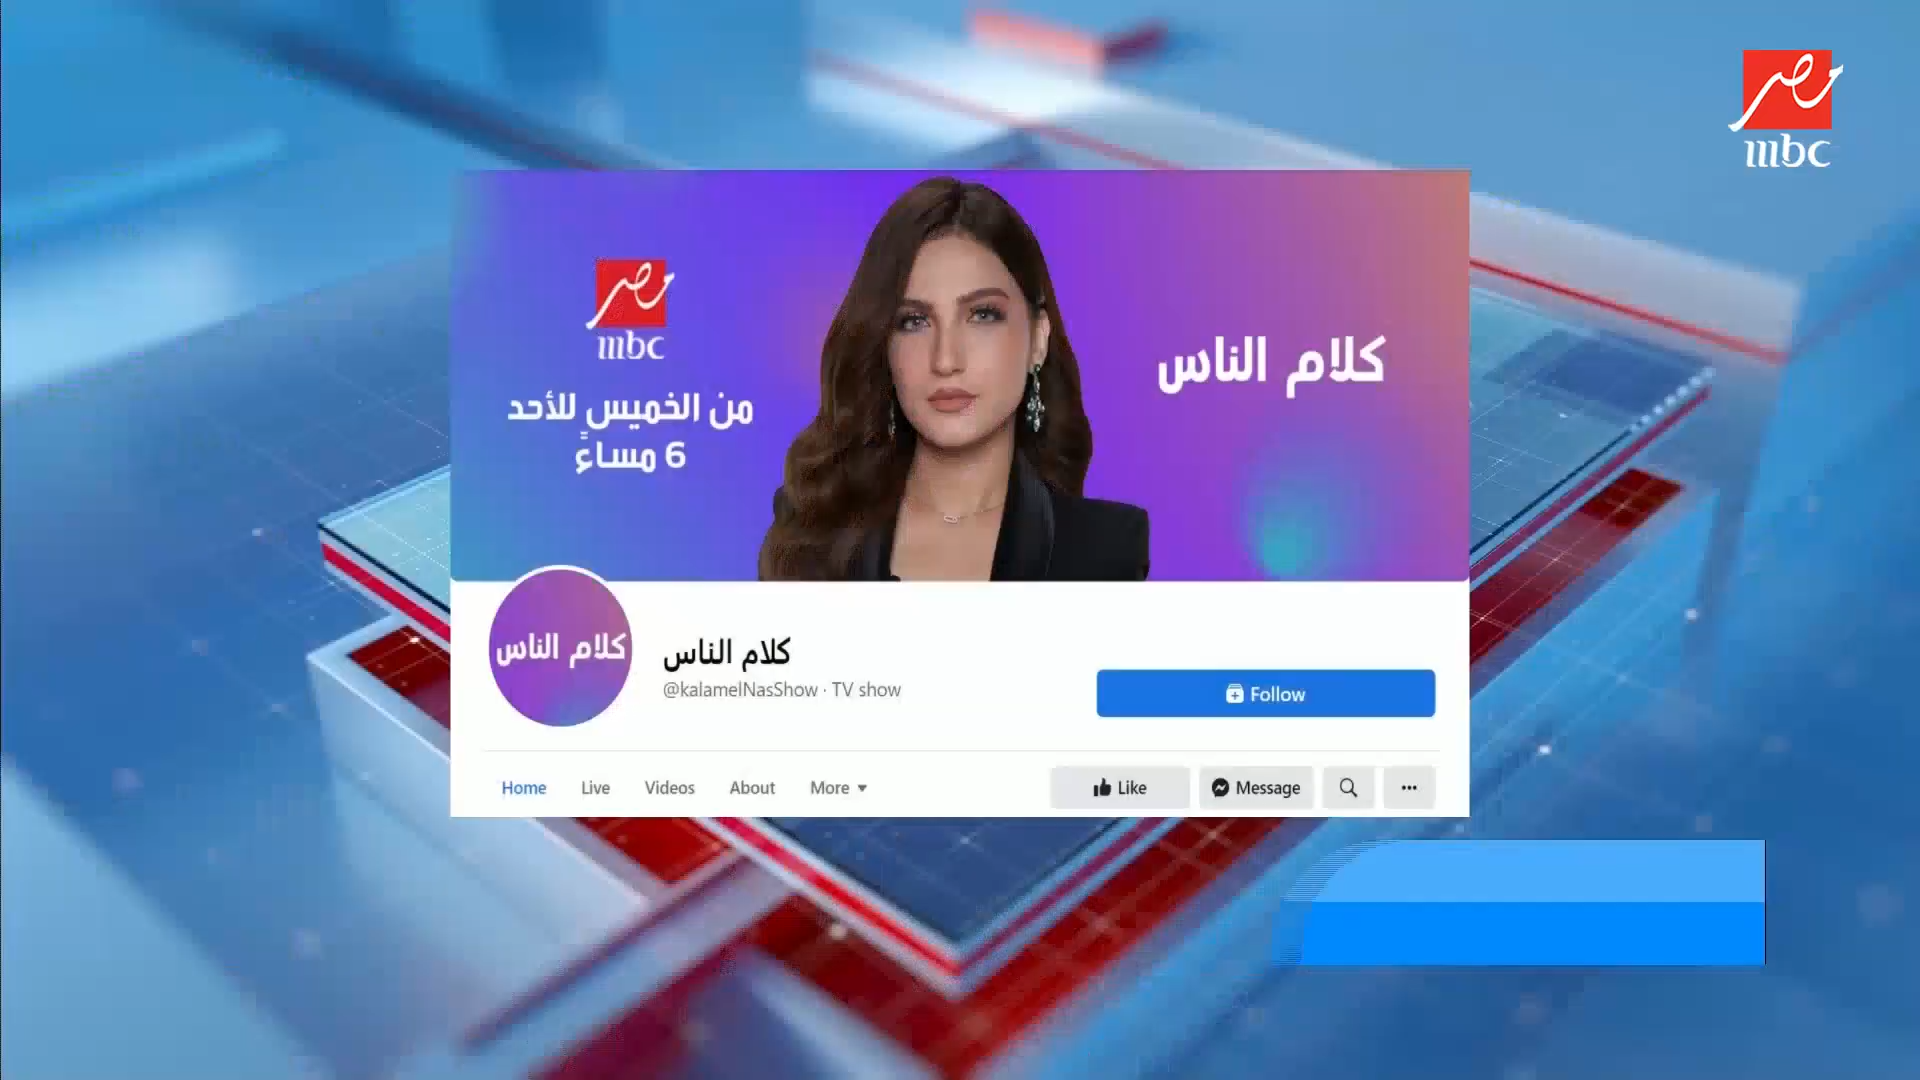 مصر
mbc
مصر
mbc
من الخميس للأحد
6 مساءً
كلام الناس
كلام الناس
كلام الناس
@kalamelNasShow · TV show
Follow
Home Live Videos About More
Like Message